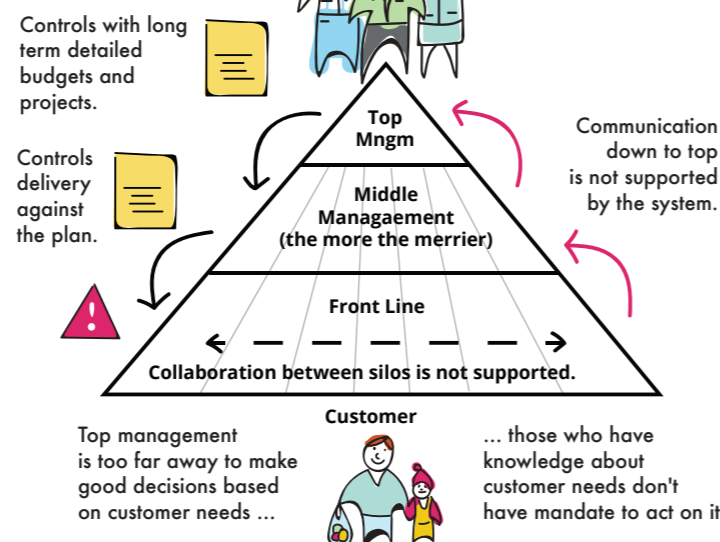 Controls with long
term detailed
budgets and
projects.
Top
Mngm
Communication
down to top
is not supported
by the system.
Controls
delivery
against
the plan.
Middle
Managaement
(the more the merrier)
!
Front Line
Collaboration between silos is not supported.
Customer
Top management
is too far away to make
good decisions based
on customer needs ...
... those who have
knowledge about
customer needs don't
have mandate to act on it